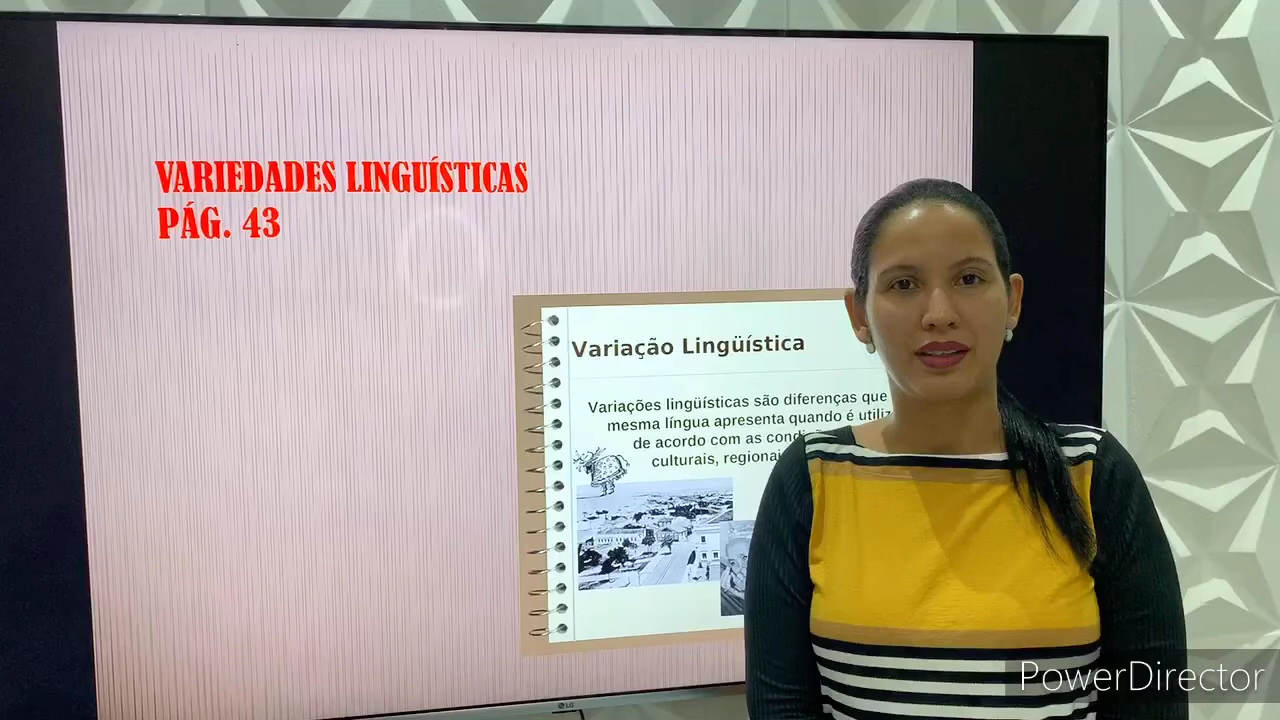 VARIEDADES LINGUÍSTICAS
PÁG. 43
Variação Lingüística
Variações lingüísticas são diferenças que
mesma língua apresenta quando é
de acordo com as
culturais,
LG
PowerDirector